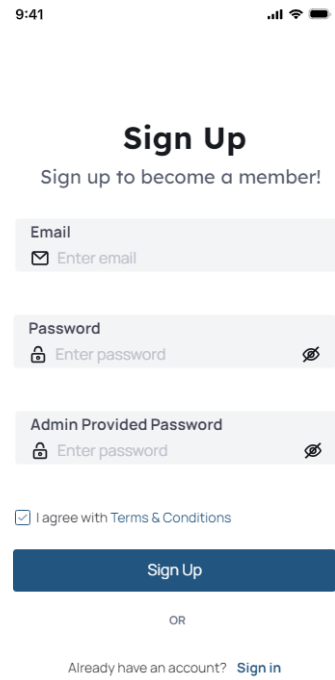 9:41
Sign Up
Sign up to become a member!
Email
Enter email
Password
Enter password
Admin Provided Password
Enter password
I agree with Terms & Conditions
Sign Up
OR
Already have an account? Sign in